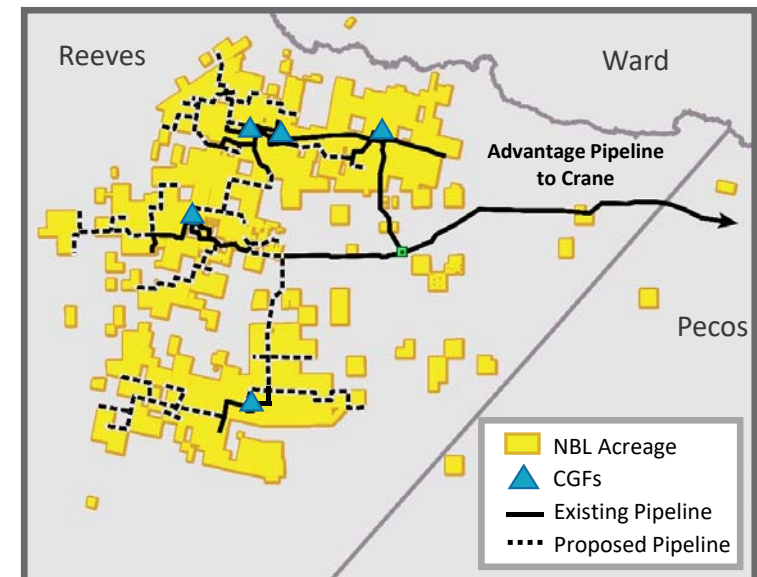 Reeves
Ward
Advantage Pipeline
to Crane
Pecos
NBL Acreage
CGFs
Existing Pipeline
Proposed Pipeline